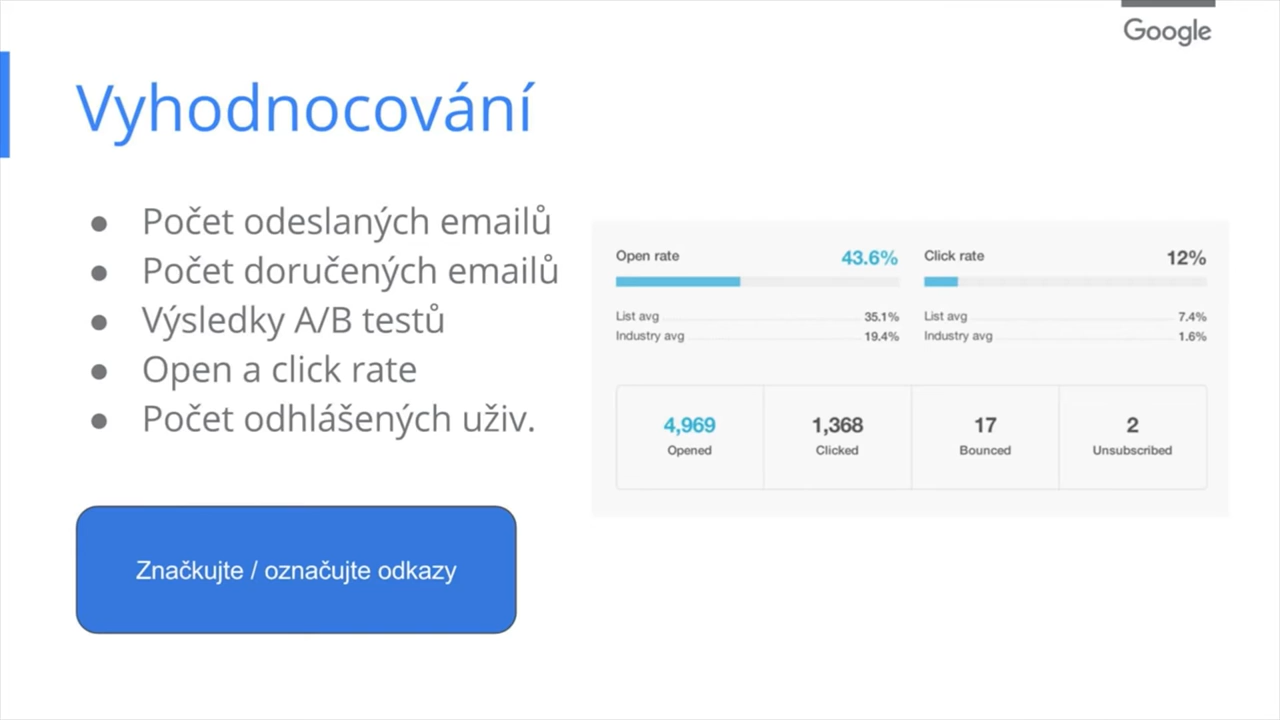 Google
Vyhodnocování
● Počet odeslaných emailů
● Počet doručených emailů
● Výsledky A/B testů
● Open a click rate
● Počet odhlášených uživ.
Open rate 43.6%
List avg 35.1%
Industry avg 19.4%
Click rate 12%
List avg 7.4%
Industry avg 1.6%
4,969
Opened
1,368
Clicked
17
Bounced
2
Unsubscribed
Značkujte / označujte odkazy